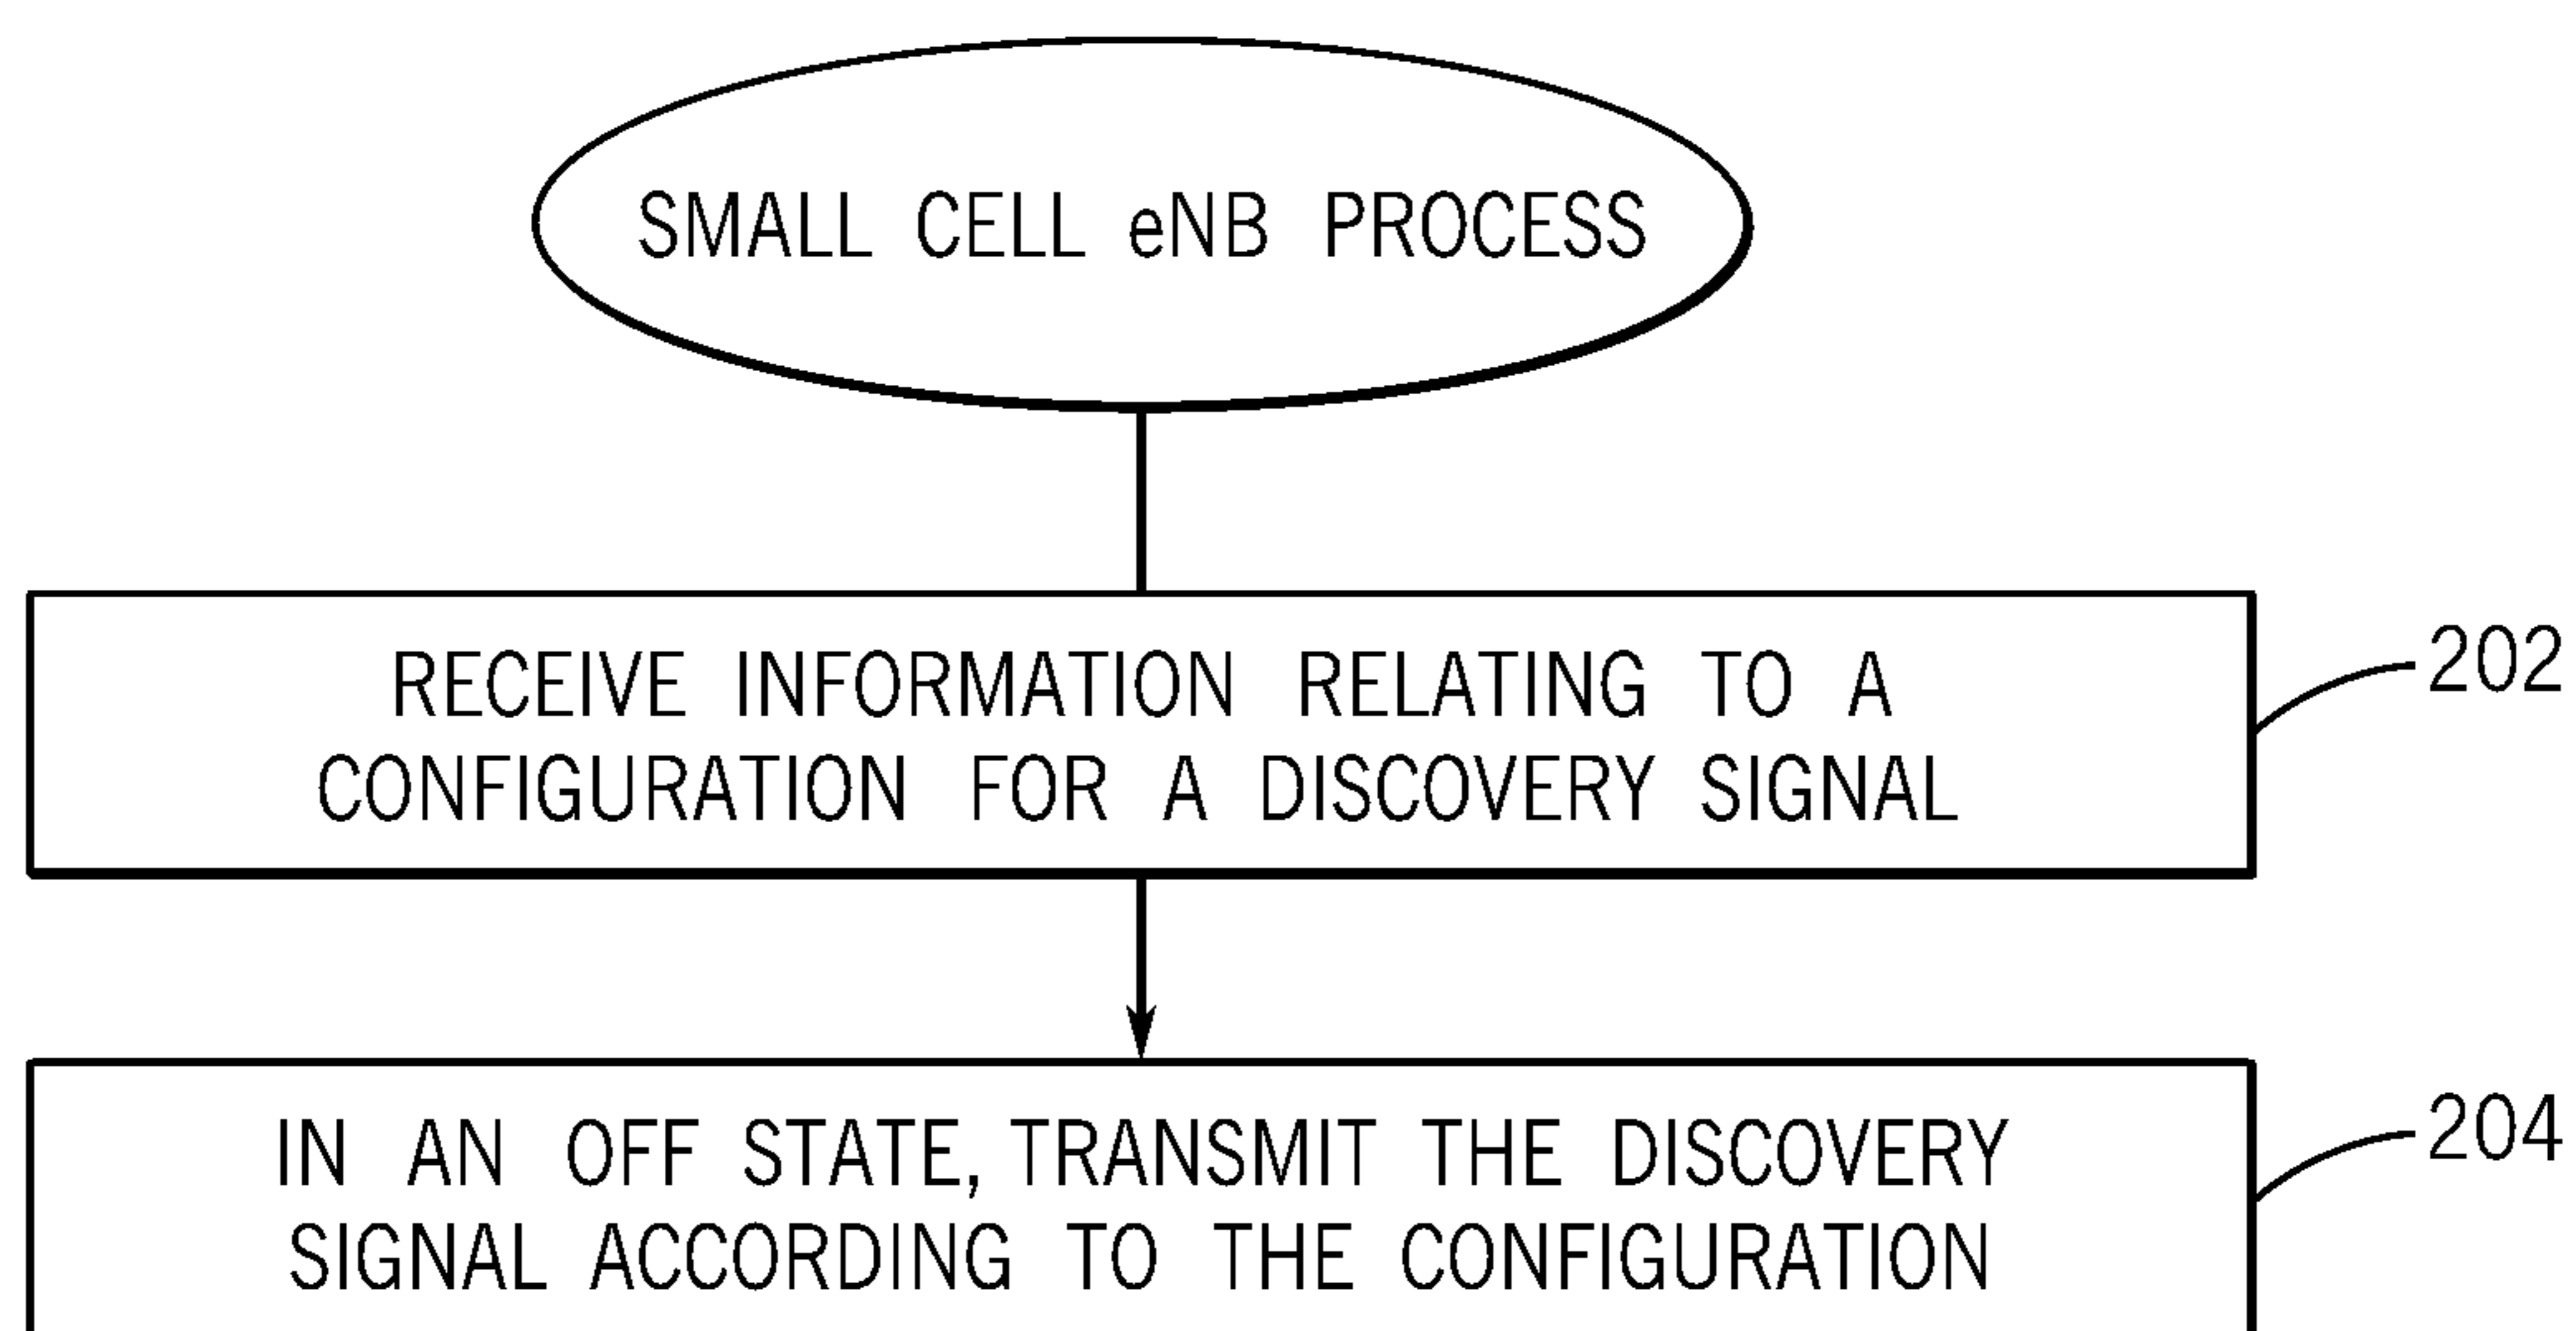 SMALL CELL eNB PROCESS
RECEIVE INFORMATION RELATING TO A
CONFIGURATION FOR A DISCOVERY SIGNAL
202
IN AN OFF STATE, TRANSMIT THE DISCOVERY
SIGNAL ACCORDING TO THE CONFIGURATION
204